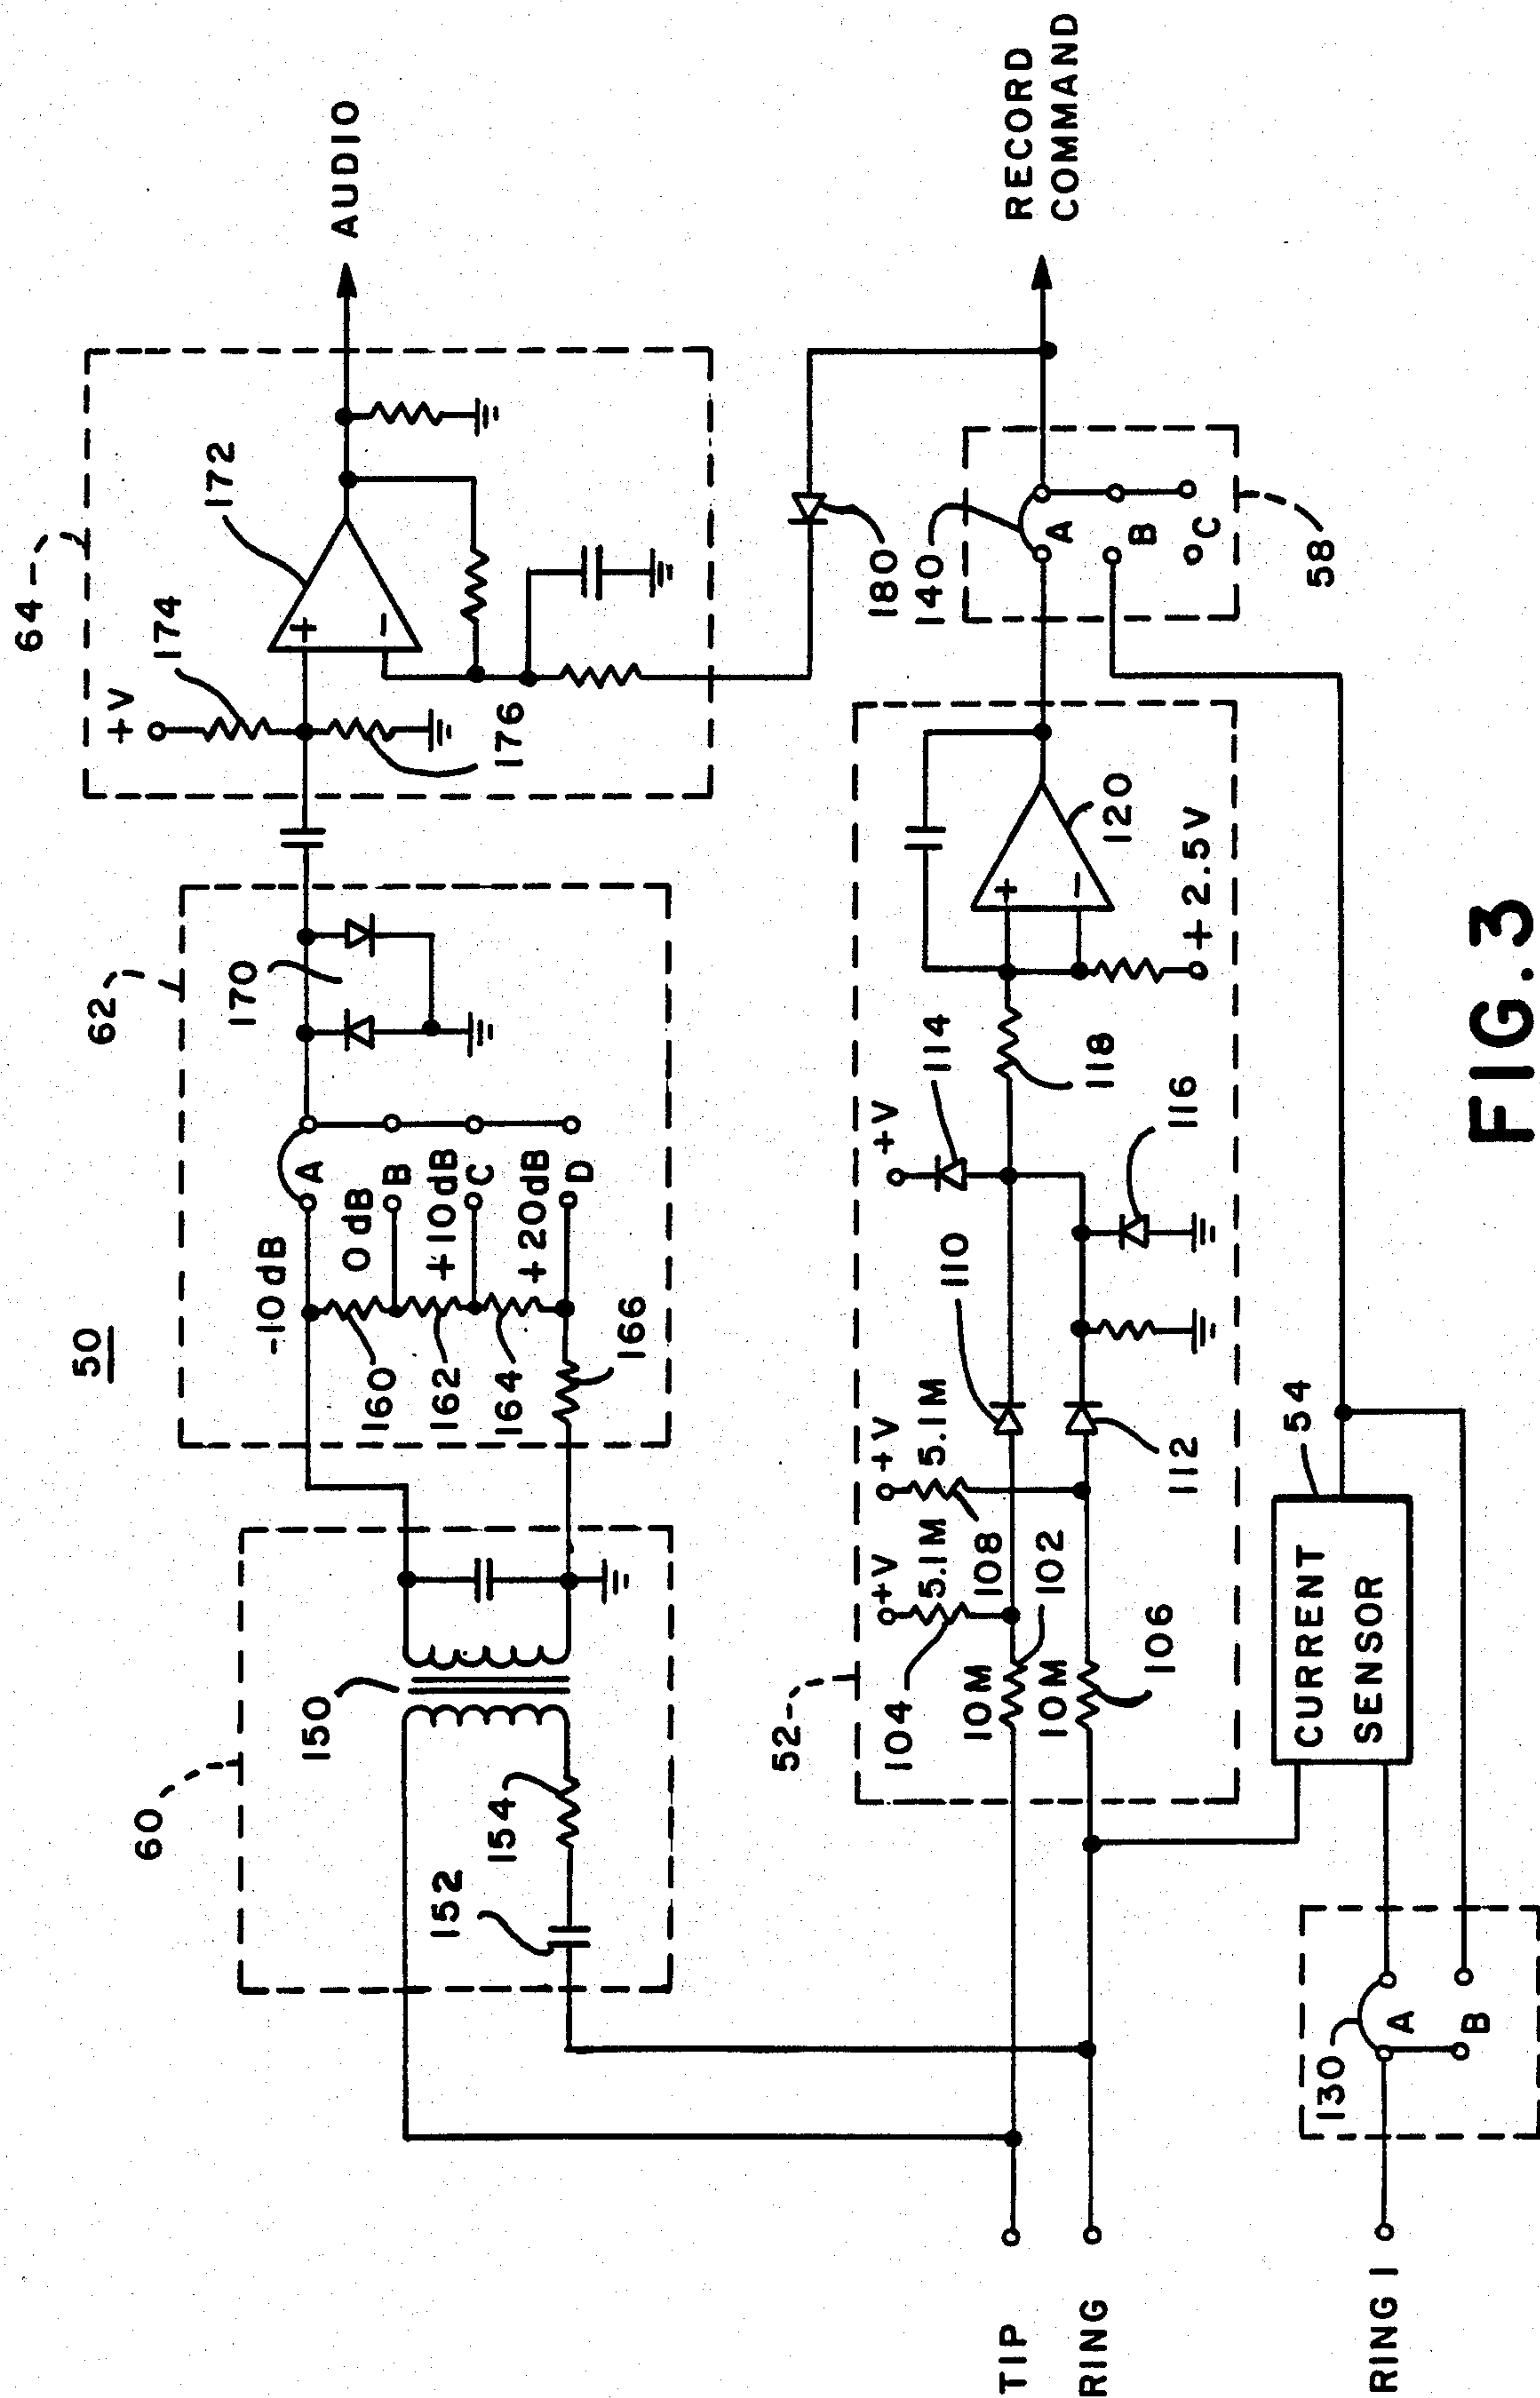 50
60
150
152
154
62
-10dB
A
0dB
B
+10dB
C
+20dB
D
160
162
164
166
170
64
+V
174
176
172
+
-
AUDIO
180
52
+V
5.1M
104
+V
5.1M
108
10M
102
10M
106
110
112
+V
114
116
118
+
-
120
+2.5V
140
A
B
C
58
RECORD
COMMAND
TIP
RING
RING 1
130
A
B
CURRENT
SENSOR
54
FIG. 3